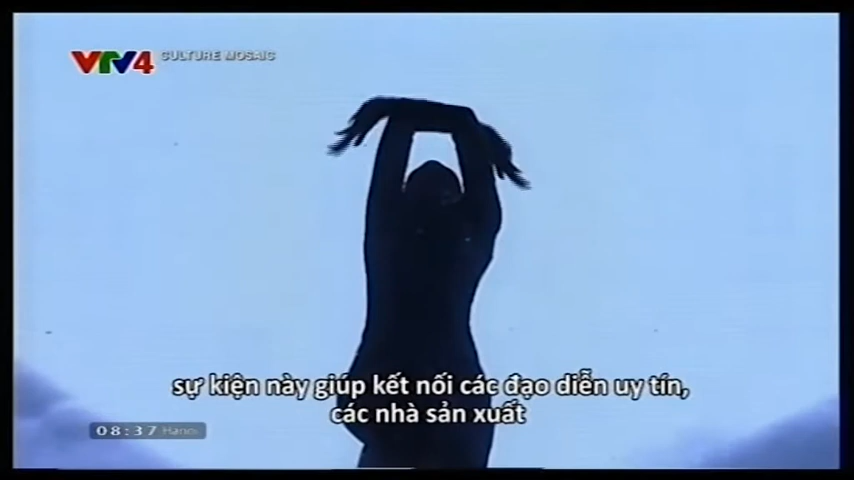 VTV4 CULTURE MOSAIC
sự kiện này giúp kết nối các đạo diễn uy tín,
các nhà sản xuất
08:37 Hanoi